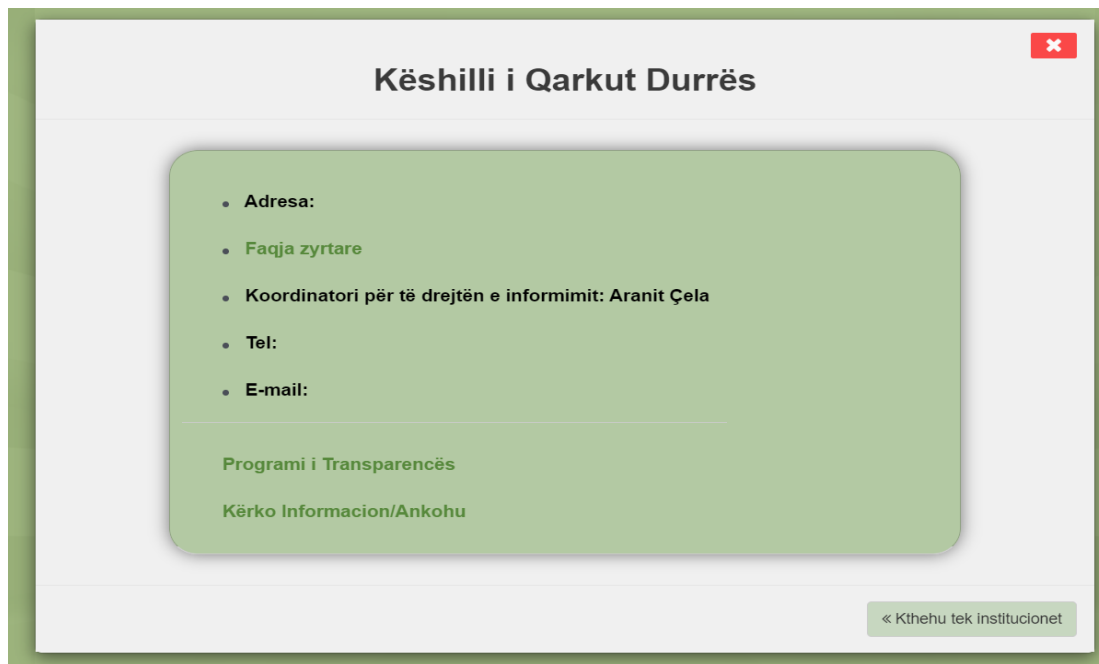 Këshilli i Qarkut Durrës
Adresa:
Faqja zyrtare
Koordinatori për të drejtën e informimit: Aranit Çela
Tel:
E-mail:
Programi i Transparencës
Kërko Informacion/Ankohu
« Kthehu tek institucionet